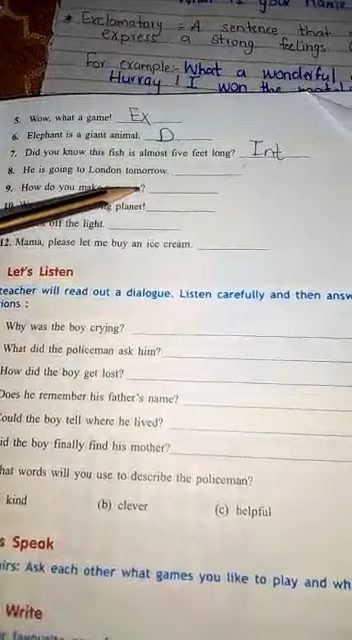 is your name
* Exclamatory = A sentence that
express a strong feelings
For example:- What a wonderful
Hurray! I won the
5. Wow, what a game! Ex
6. Elephant is a giant animal. D
7. Did you know this fish is almost five feet long? Int
8. He is going to London tomorrow.
9. How do you ?
10. planet!
off the light.
12. Mama, please let me buy an ice cream.
Let's Listen
teacher will read out a dialogue. Listen carefully and then answ
ions :
Why was the boy crying?
What did the policeman ask him?
How did the boy get lost?
Does he remember his father's name?
ould the boy tell where he lived?
id the boy finally find his mother?
hat words will you use to describe the policeman?
kind (b) clever (c) helpful
s Speak
airs: Ask each other what games you like to play and wh
Write